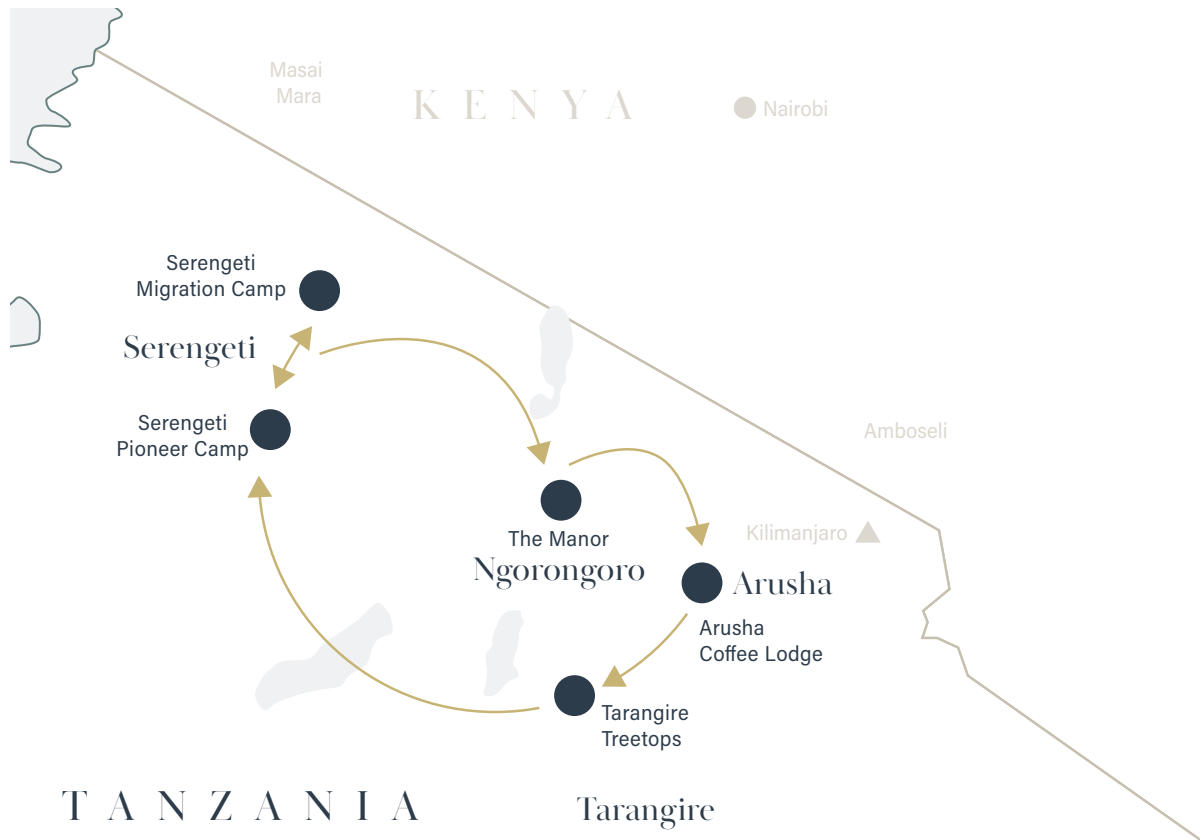 Masai
Mara
KENYA
Nairobi
Serengeti
Migration Camp
Serengeti
Serengeti
Pioneer Camp
Amboseli
The Manor
Ngorongoro
Kilimanjaro
Arusha
Arusha
Coffee Lodge
Tarangire
Treetops
TANZANIA
Tarangire